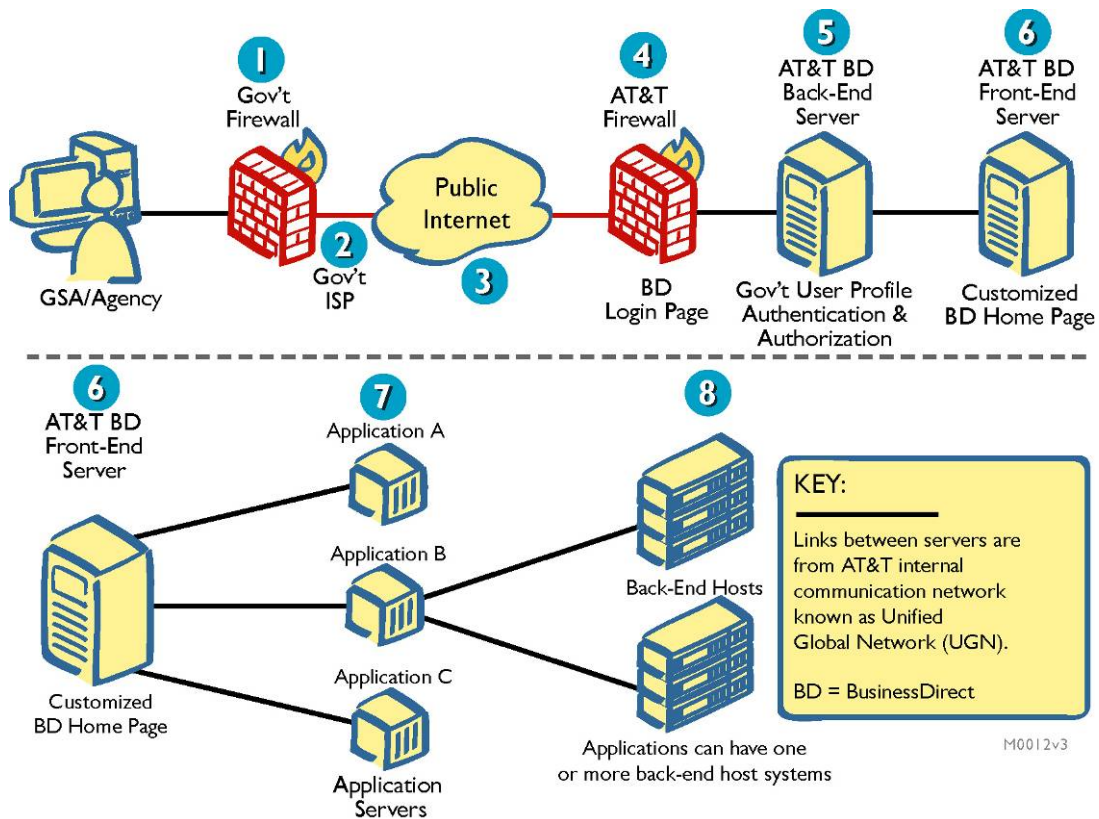 1
Gov't
Firewall
4
AT&T
Firewall
5
AT&T BD
Back-End
Server
6
AT&T BD
Front-End
Server
Public
Internet
2
Gov't
ISP
3
GSA/Agency
BD
Login Page
Gov't User Profile
Authentication &
Authorization
Customized
BD Home Page
6
AT&T BD
Front-End
Server
7
Application A
8
Application B
Back-End Hosts
Application C
Customized
BD Home Page
Application
Servers
Applications can have one
or more back-end host systems
KEY:
Links between servers are
from AT&T internal
communication network
known as Unified
Global Network (UGN).
BD = BusinessDirect
M0012v3